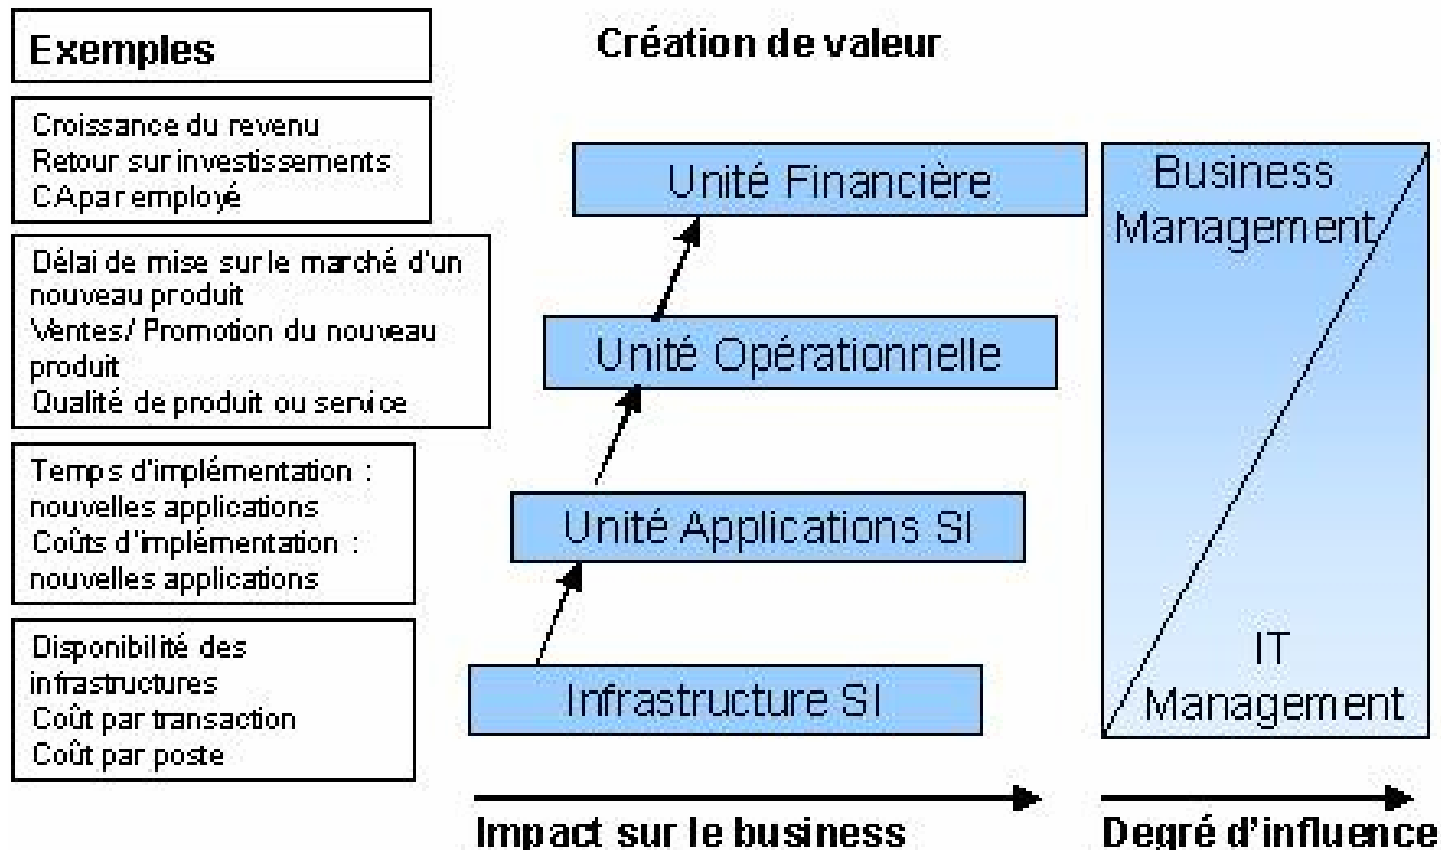 Exemples
Création de valeur
Croissance du revenu
Retour sur investissements
CA par employé
Unité Financière
Business
Management
Délai de mise sur le marché d'un
nouveau produit
Ventes / Promotion du nouveau
produit
Qualité de produit ou service
Unité Opérationnelle
Temps d'implémentation :
nouvelles applications
Coûts d'implémentation :
nouvelles applications
Unité Applications SI
Disponibilité des
infrastructures
Coût par transaction
Coût par poste
Infrastructure SI
IT
Management
Impact sur le business
Degré d'influence